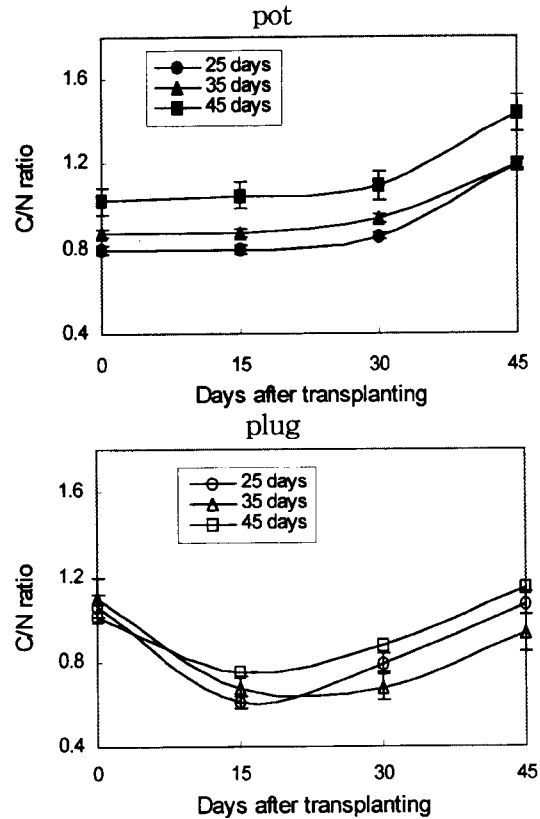 pot
1.6
1.2
0.8
0.4
C/N ratio
25 days
35 days
45 days
0 15 30 45
Days after transplanting
plug
1.6
1.2
0.8
0.4
C/N ratio
25 days
35 days
45 days
0 15 30 45
Days after transplanting